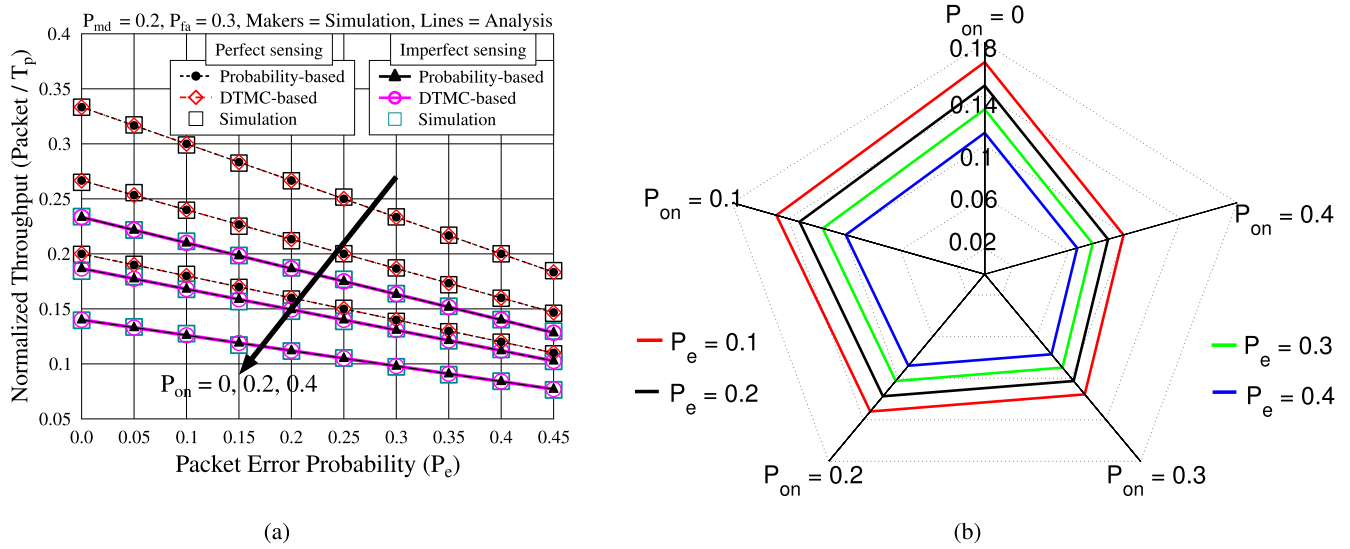 P_md = 0.2, P_fa = 0.3, Makers = Simulation, Lines = Analysis
Perfect sensing
Imperfect sensing
Probability-based
DTMC-based
Simulation
Probability-based
DTMC-based
Simulation
Normalized Throughput (Packet / T_p)
0.4
0.35
0.3
0.25
0.2
0.15
0.1
0.05
P_on = 0, 0.2, 0.4
0.0 0.05 0.1 0.15 0.2 0.25 0.3 0.35 0.4 0.45
Packet Error Probability (P_e)
(a)
P_on = 0
0.18
0.14
0.1
0.06
0.02
P_on = 0.1
P_on = 0.4
P_e = 0.1
P_e = 0.2
P_e = 0.3
P_e = 0.4
P_on = 0.2
P_on = 0.3
(b)